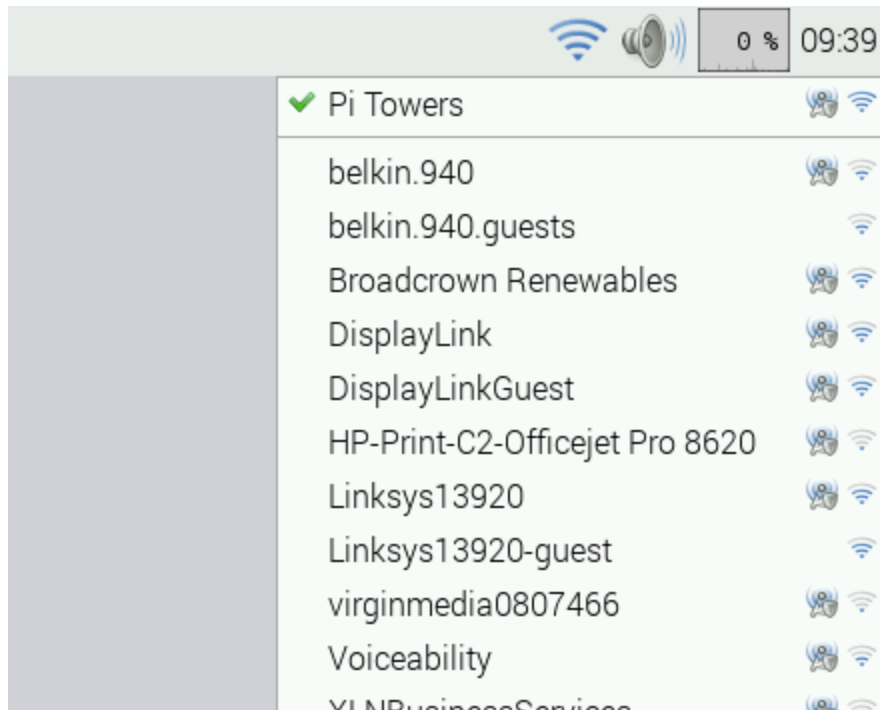 0 % 09:39
Pi Towers
belkin.940
belkin.940.guests
Broadcrown Renewables
DisplayLink
DisplayLinkGuest
HP-Print-C2-Officejet Pro 8620
Linksys13920
Linksys13920-guest
virginmedia0807466
Voiceability
XLNBusinessServices